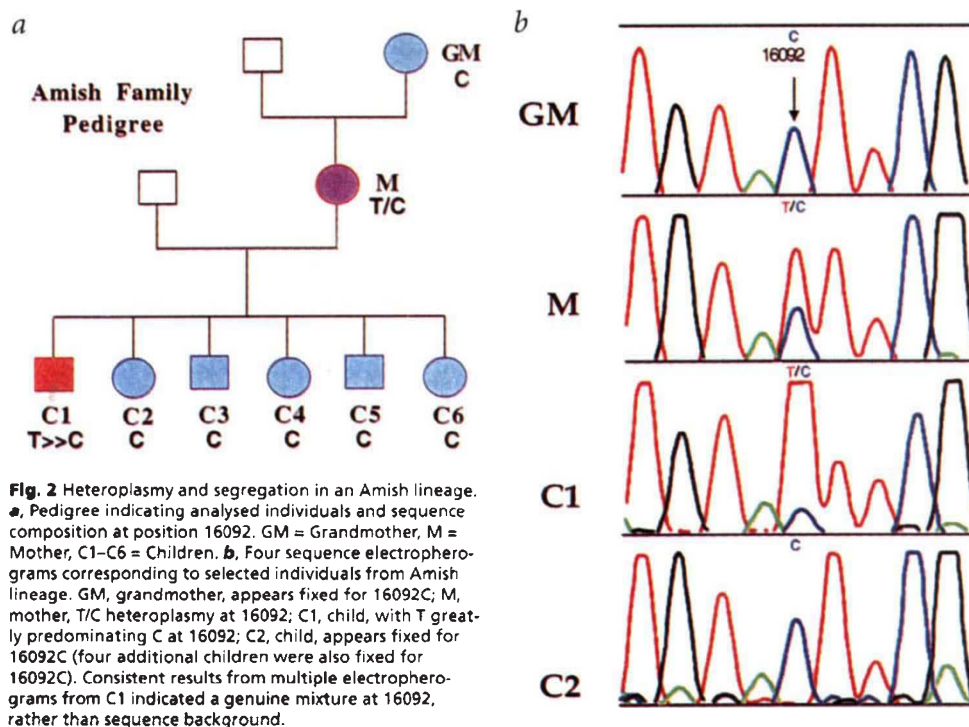 a
Amish Family
Pedigree
GM
C
M
T/C
C1 C2 C3 C4 C5 C6
T>>C C C C C C
Fig. 2 Heteroplasmy and segregation in an Amish lineage.
a, Pedigree indicating analysed individuals and sequence
composition at position 16092. GM = Grandmother, M =
Mother, C1–C6 = Children. b, Four sequence electrophero-
grams corresponding to selected individuals from Amish
lineage. GM, grandmother, appears fixed for 16092C; M,
mother, T/C heteroplasmy at 16092; C1, child, with T great-
ly predominating C at 16092; C2, child, appears fixed for
16092C (four additional children were also fixed for
16092C). Consistent results from multiple electrophero-
grams from C1 indicated a genuine mixture at 16092,
rather than sequence background.
b
C
16092
GM
T/C
M
T/C
C1
C
C2